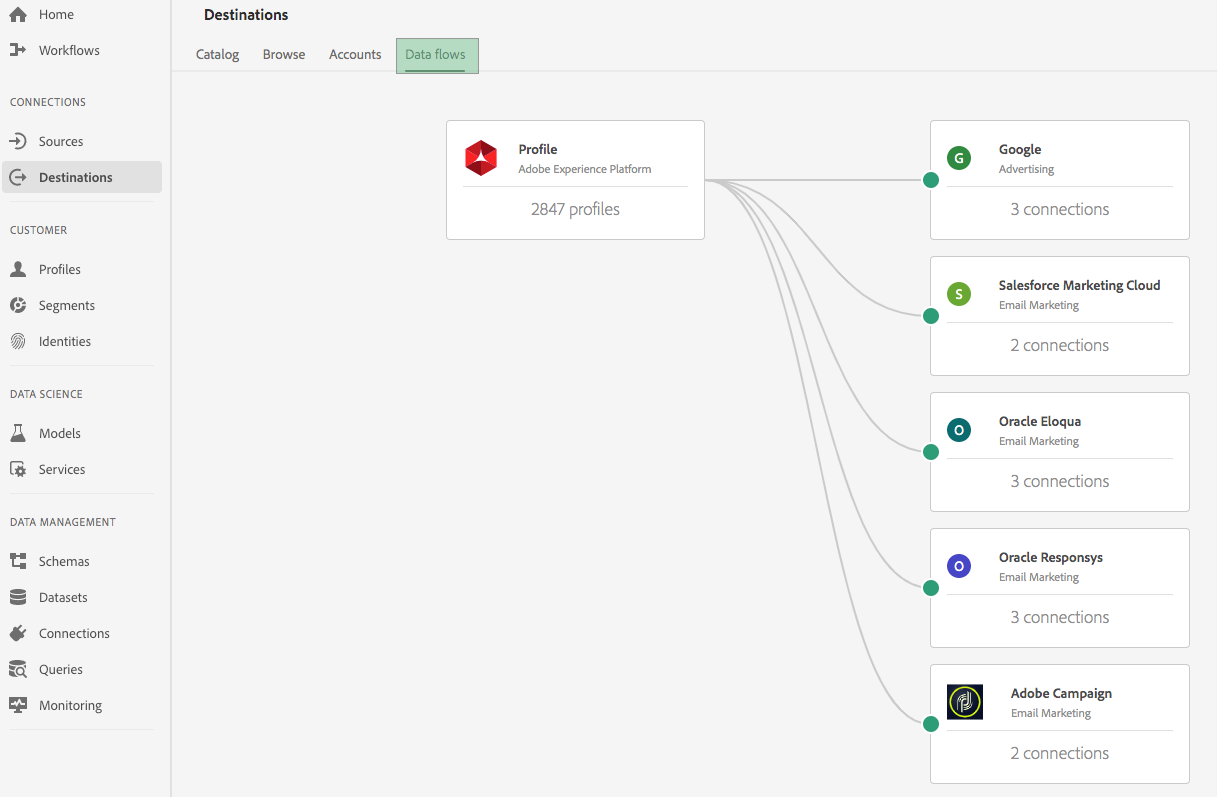 Home
Workflows
CONNECTIONS
Sources
Destinations
CUSTOMER
Profiles
Segments
Identities
DATA SCIENCE
Models
Services
DATA MANAGEMENT
Schemas
Datasets
Connections
Queries
Monitoring
Destinations
Catalog Browse Accounts Data flows
Profile
Adobe Experience Platform
2847 profiles
G
Google
Advertising
3 connections
S
Salesforce Marketing Cloud
Email Marketing
2 connections
O
Oracle Eloqua
Email Marketing
3 connections
O
Oracle Responsys
Email Marketing
3 connections
Adobe Campaign
Email Marketing
2 connections